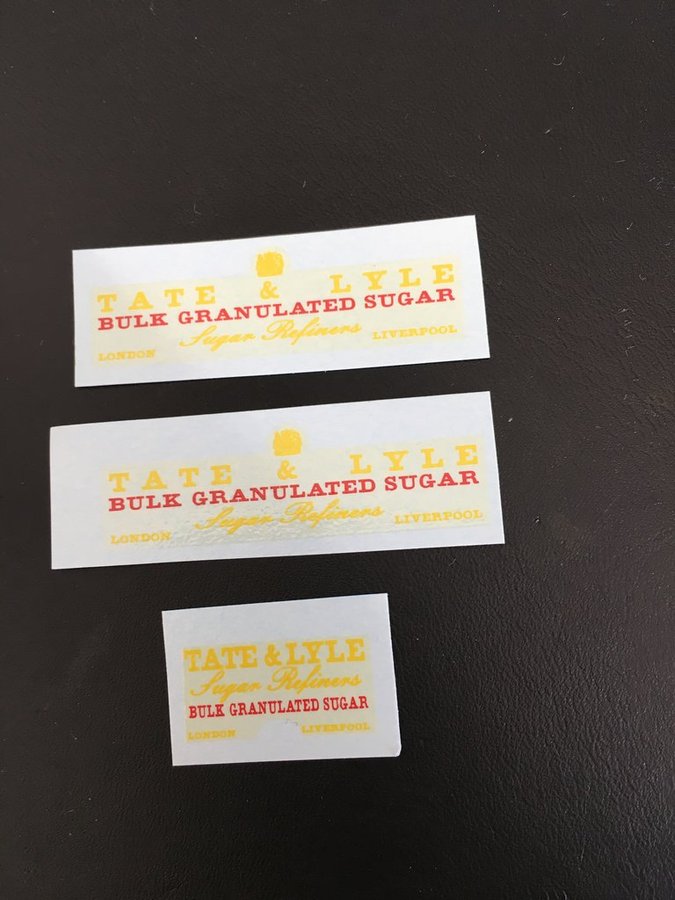 TATE & LYLE
BULK GRANULATED SUGAR
Sugar Refiners
LONDON LIVERPOOL
TATE & LYLE
BULK GRANULATED SUGAR
Sugar Refiners
LONDON LIVERPOOL
TATE & LYLE
Sugar Refiners
BULK GRANULATED SUGAR
LONDON LIVERPOOL